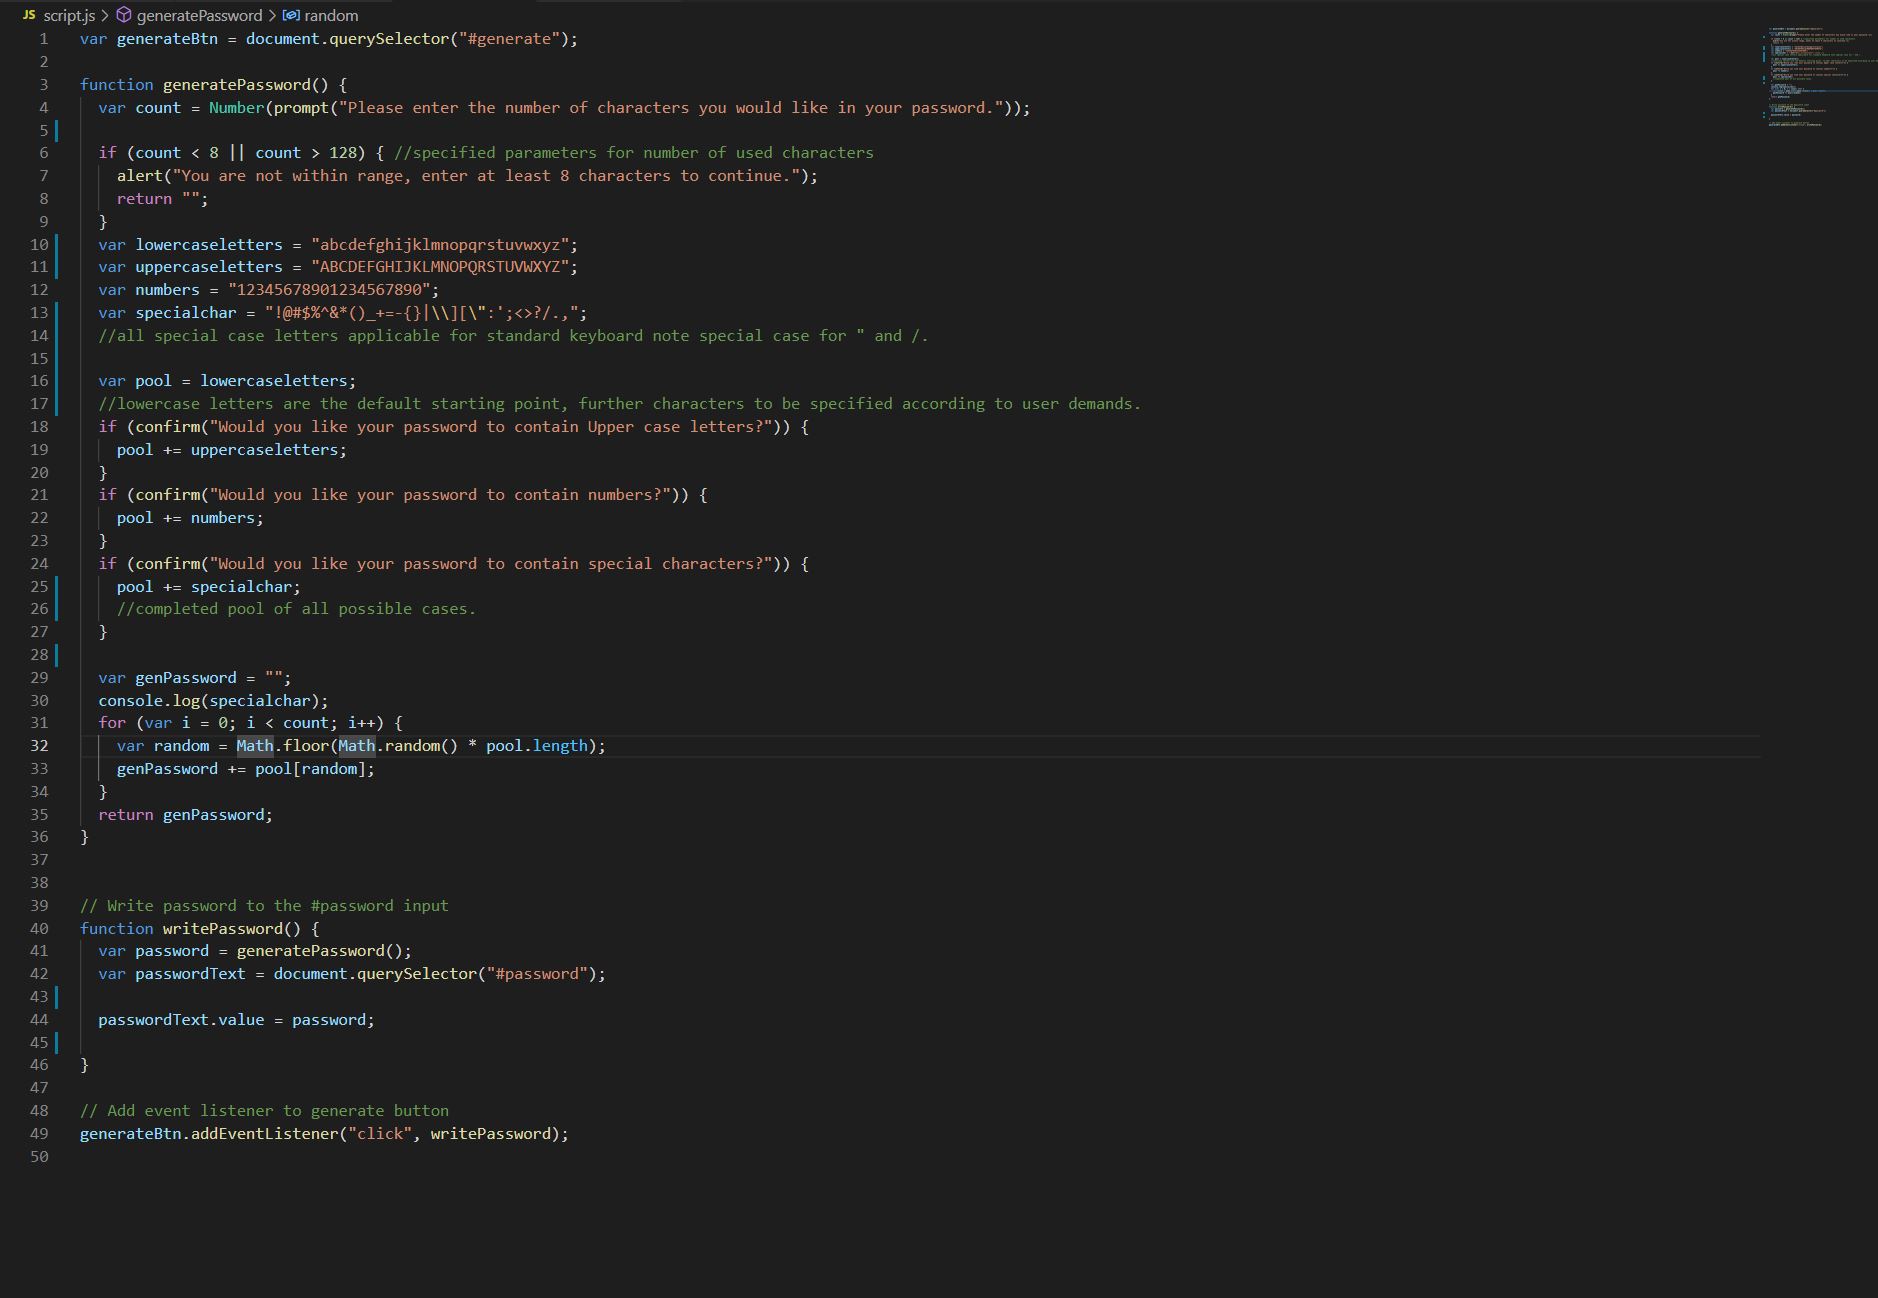 JS script.js > generatePassword > random
1 var generateBtn = document.querySelector("#generate");
2
3 function generatePassword() {
4   var count = Number(prompt("Please enter the number of characters you would like in your password."));
5
6   if (count < 8 || count > 128) { //specified parameters for number of used characters
7     alert("You are not within range, enter at least 8 characters to continue.");
8     return "";
9   }
10   var lowercaseletters = "abcdefghijklmnopqrstuvwxyz";
11   var uppercaseletters = "ABCDEFGHIJKLMNOPQRSTUVWXYZ";
12   var numbers = "12345678901234567890";
13   var specialchar = "!@#$%^&*()_+=-{}|\\][\":';<>?/.,";
14   //all special case letters applicable for standard keyboard note special case for " and /.
15
16   var pool = lowercaseletters;
17   //lowercase letters are the default starting point, further characters to be specified according to user demands.
18   if (confirm("Would you like your password to contain Upper case letters?")) {
19     pool += uppercaseletters;
20   }
21   if (confirm("Would you like your password to contain numbers?")) {
22     pool += numbers;
23   }
24   if (confirm("Would you like your password to contain special characters?")) {
25     pool += specialchar;
26     //completed pool of all possible cases.
27   }
28
29   var genPassword = "";
30   console.log(specialchar);
31   for (var i = 0; i < count; i++) {
32     var random = Math.floor(Math.random() * pool.length);
33     genPassword += pool[random];
34   }
35   return genPassword;
36 }
37
38
39 // Write password to the #password input
40 function writePassword() {
41   var password = generatePassword();
42   var passwordText = document.querySelector("#password");
43
44   passwordText.value = password;
45
46 }
47
48 // Add event listener to generate button
49 generateBtn.addEventListener("click", writePassword);
50